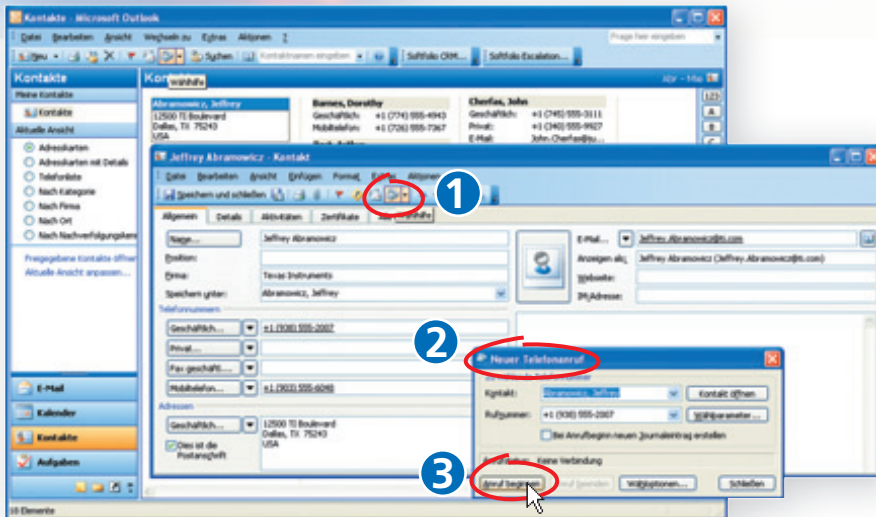 Kontakte - Microsoft Outlook
Datei Bearbeiten Ansicht Wechseln zu Extras Aktionen ?
Frage hier eingeben
Neu Suchen Kontaktnamen eingeben Softfolio CRM... Softfolio Escalation...
Kontakte
Meine Kontakte
Kontakte
Aktuelle Ansicht
Adresskarten
Adresskarten mit Details
Telefonliste
Nach Kategorie
Nach Firma
Nach Ort
Nach Nachverfolgungskenn
Freigegebene Kontakte öffnen
Aktuelle Ansicht anpassen...
E-Mail
Kalender
Kontakte
Aufgaben
10 Elemente
Wählhilfe
Abramowicz, Jeffrey
12500 TI Boulevard
Dallas, TX 75243
USA
Barnes, Dorothy
Geschäftlich: +1 (774) 555-4943
Mobiltelefon: +1 (726) 555-7367
Cherfas, John
Geschäftlich: +1 (745) 555-3111
Privat: +1 (340) 555-9927
E-Mail: John.Cherfas@su...
123
A
B
C
Jeffrey Abramowicz - Kontakt
Datei Bearbeiten Ansicht Einfügen Format Extras Aktionen
Speichern und schließen
1
Allgemein Details Aktivitäten Zertifikate Wählhilfe
Name... Jeffrey Abramowicz
Position:
Firma: Texas Instruments
Speichern unter: Abramowicz, Jeffrey
E-Mail... Jeffrey.Abramowicz@ti.com
Anzeigen als: Jeffrey Abramowicz (Jeffrey.Abramowicz@ti.com)
Webseite:
IM-Adresse:
Telefonnummern
Geschäftlich... +1 (938) 555-2007
Privat...
Fax geschäftl...
Mobiltelefon... +1 (903) 555-6048
Adressen
Geschäftlich... 12500 TI Boulevard
Dallas, TX 75243
USA
Dies ist die
Postanschrift
2
Neuer Telefonanruf
Kontakt: Abramowicz, Jeffrey Kontakt öffnen
Rufnummer: +1 (938) 555-2007 Wählparameter...
Bei Anrufbeginn neuen Journaleintrag erstellen
Keine Verbindung
3
Anruf beginnen Anruf beenden Wähloptionen... Schließen